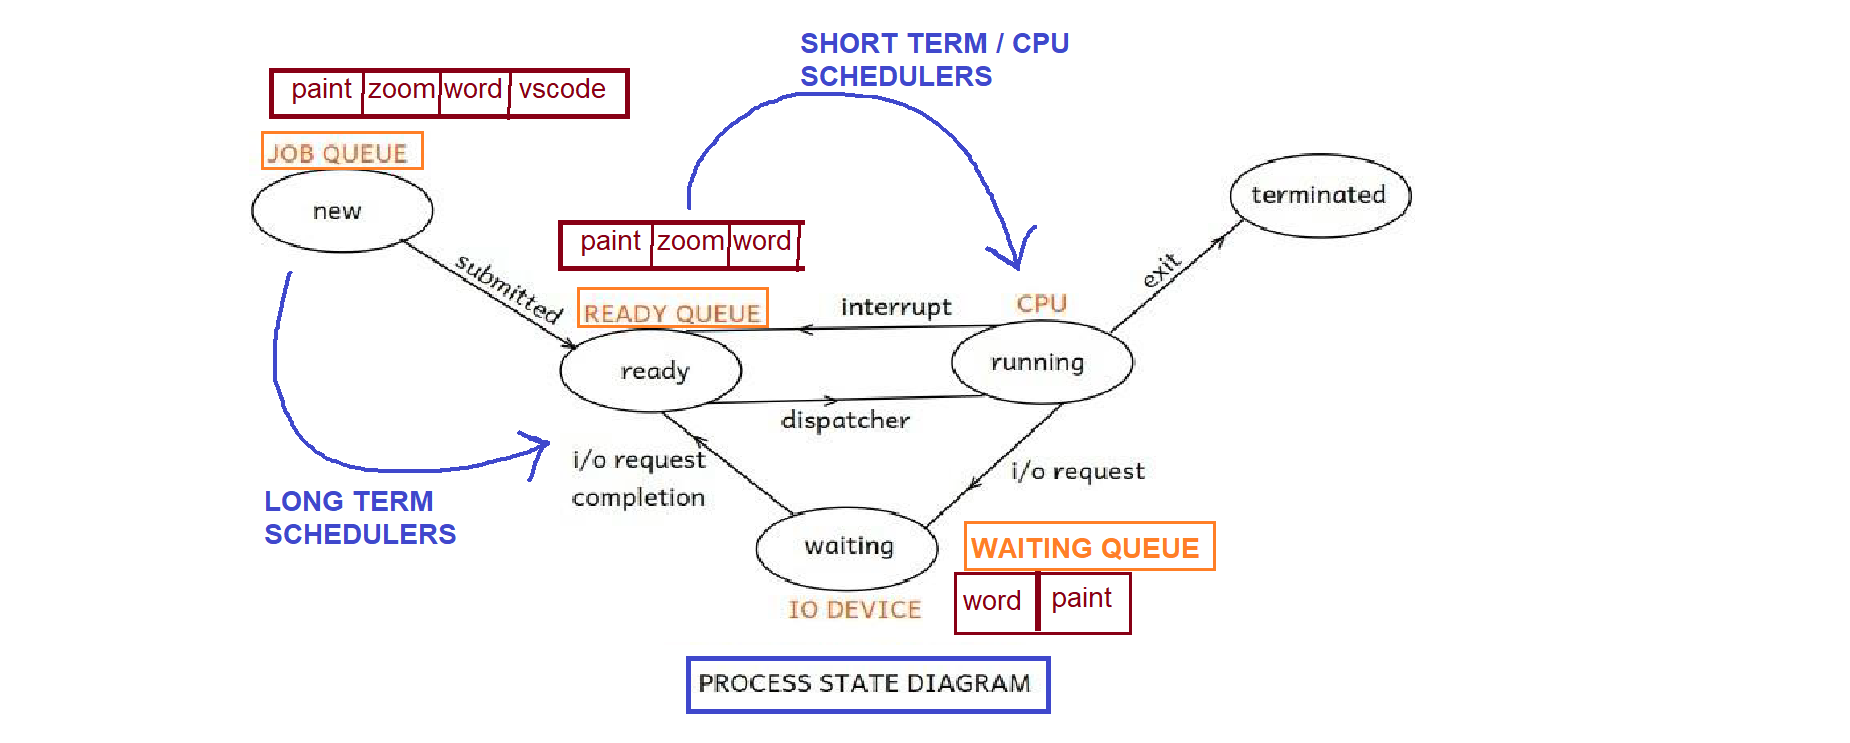 SHORT TERM / CPU
SCHEDULERS
paint zoom word vscode
JOB QUEUE
new
terminated
paint zoom word
submitted
exit
READY QUEUE
interrupt
CPU
ready
running
dispatcher
i/o request
completion
i/o request
LONG TERM
SCHEDULERS
waiting
WAITING QUEUE
IO DEVICE
word paint
PROCESS STATE DIAGRAM